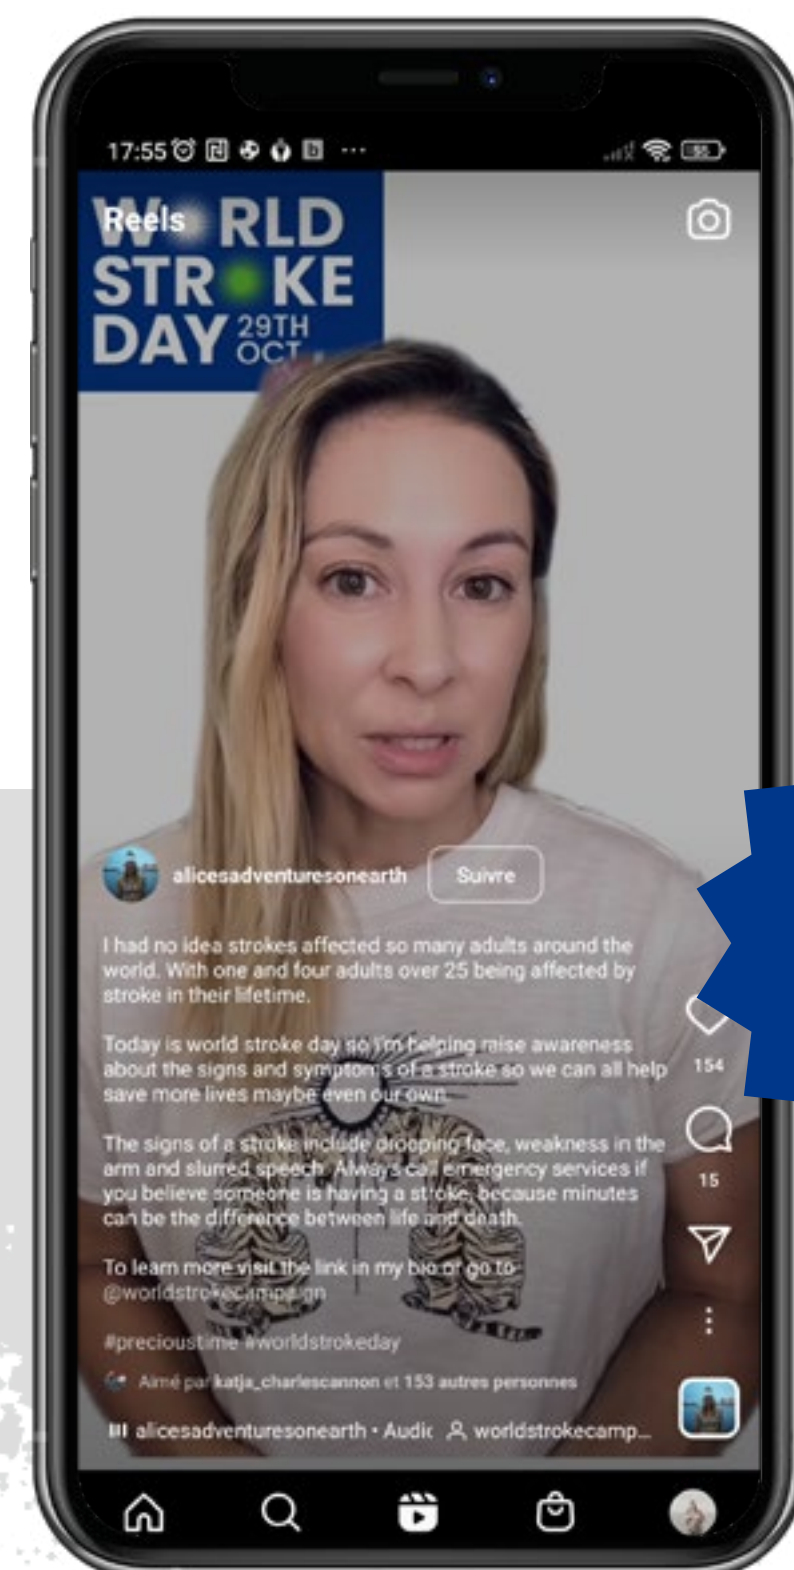 17:55
55
Reels
WORLD
STROKE
DAY 29TH
OCT
alicesadventuresonearth Suivre
I had no idea strokes affected so many adults around the
world. With one and four adults over 25 being affected by
stroke in their lifetime.
Today is world stroke day so i'm helping raise awareness
about the signs and symptoms of a stroke so we can all help
save more lives maybe even our own.
The signs of a stroke include drooping face, weakness in the
arm and slurred speech. Always call emergency services if
you believe someone is having a stroke, because minutes
can be the difference between life and death.
To learn more visit the link in my bio or go to
@worldstrokecampaign
#precioustime #worldstrokeday
154
15
Aimé par katja_charlescannon et 153 autres personnes
alicesadventuresonearth • Audic worldstrokecamp...